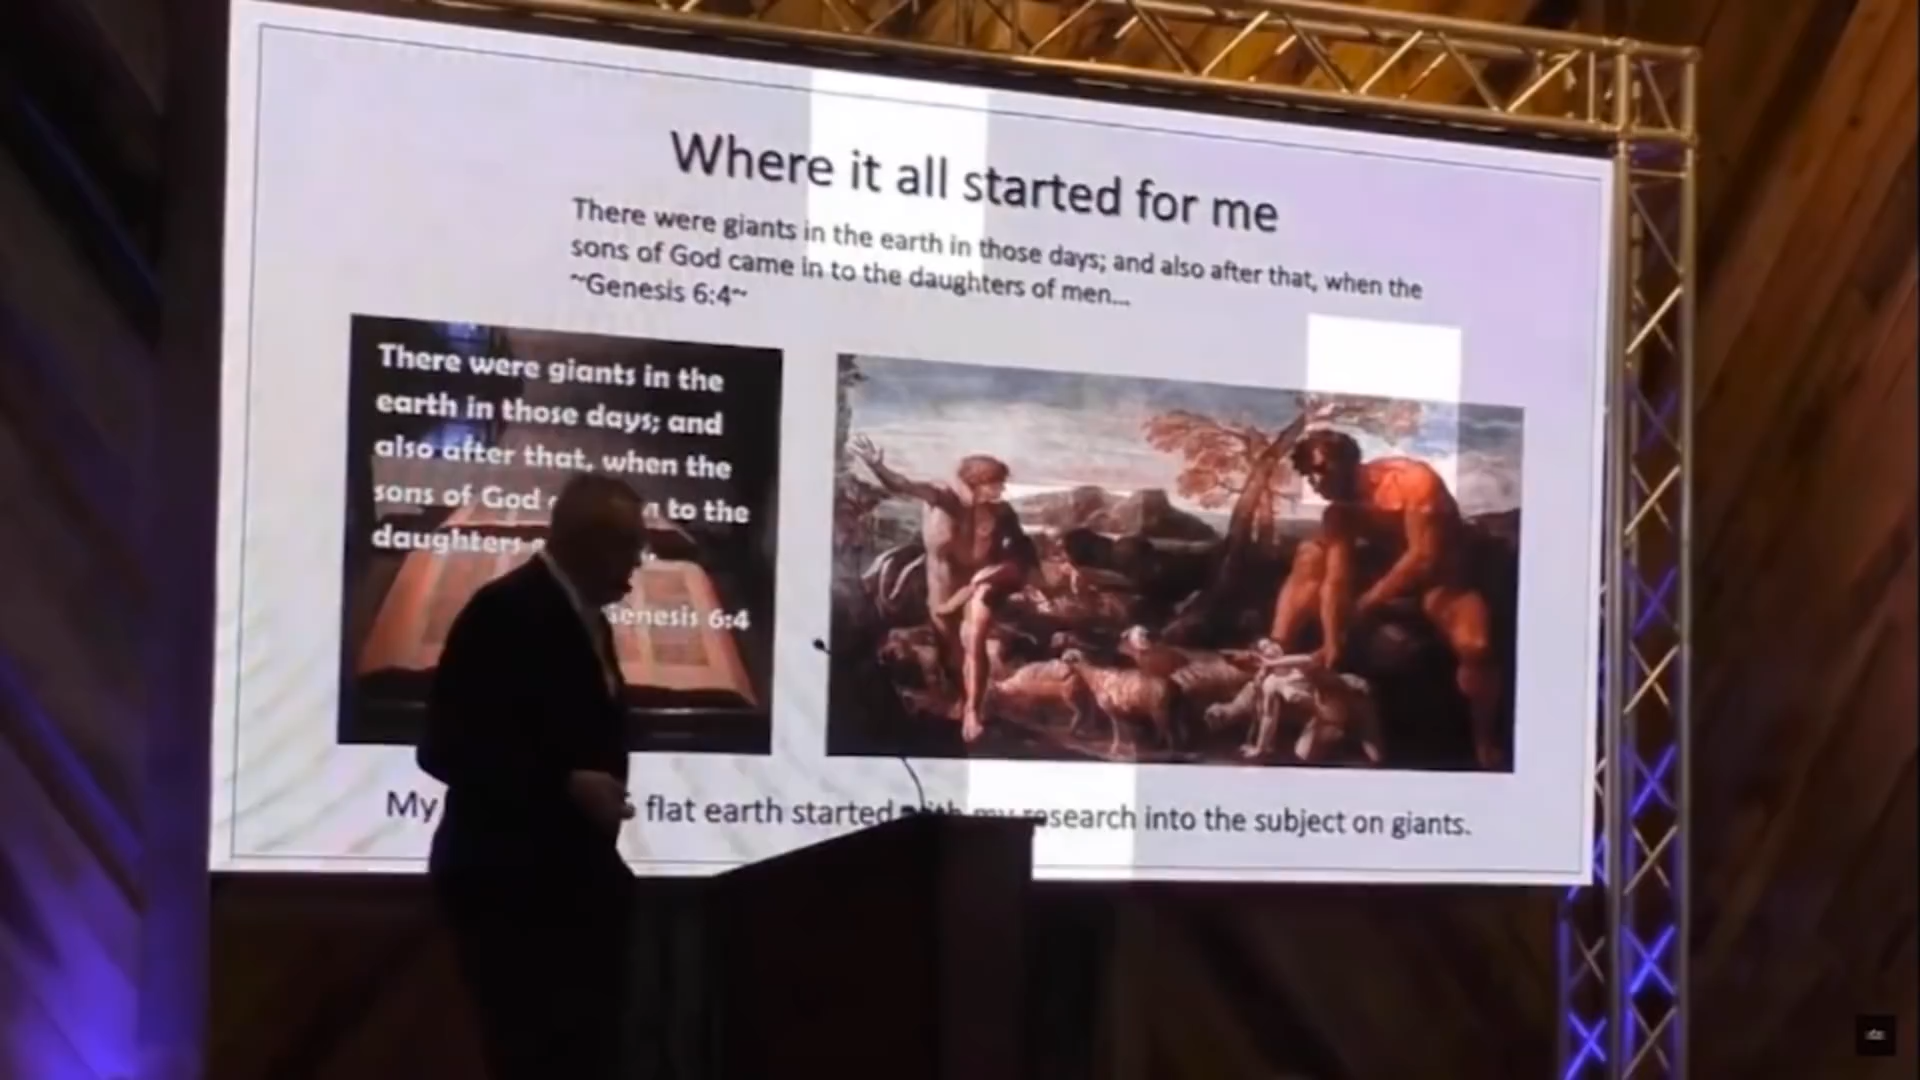 Where it all started for me
There were giants in the earth in those days; and also after that, when the
sons of God came in to the daughters of men...
~Genesis 6:4~
There were giants in the
earth in those days; and
also after that, when the
sons of God to the
daughters
Genesis 6:4
My flat earth started with my research into the subject on giants.